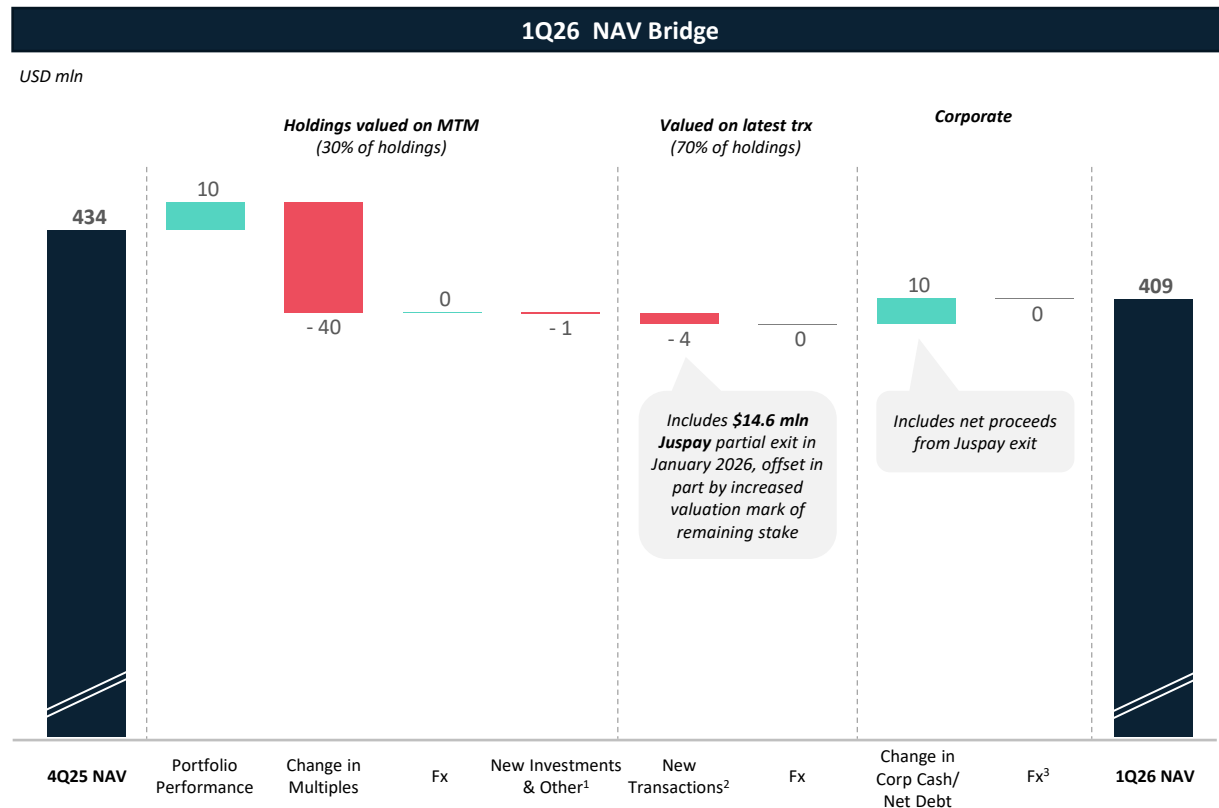 1Q26 NAV Bridge
USD mln
Holdings valued on MTM
(30% of holdings)
Valued on latest trx
(70% of holdings)
Corporate
434
10
- 40
0
- 1
- 4
0
10
0
409
Includes $14.6 mln
Juspay partial exit in
January 2026, offset in
part by increased
valuation mark of
remaining stake
Includes net proceeds
from Juspay exit
4Q25 NAV
Portfolio
Performance
Change in
Multiples
Fx
New Investments
& Other¹
New
Transactions²
Fx
Change in
Corp Cash/
Net Debt
Fx³
1Q26 NAV